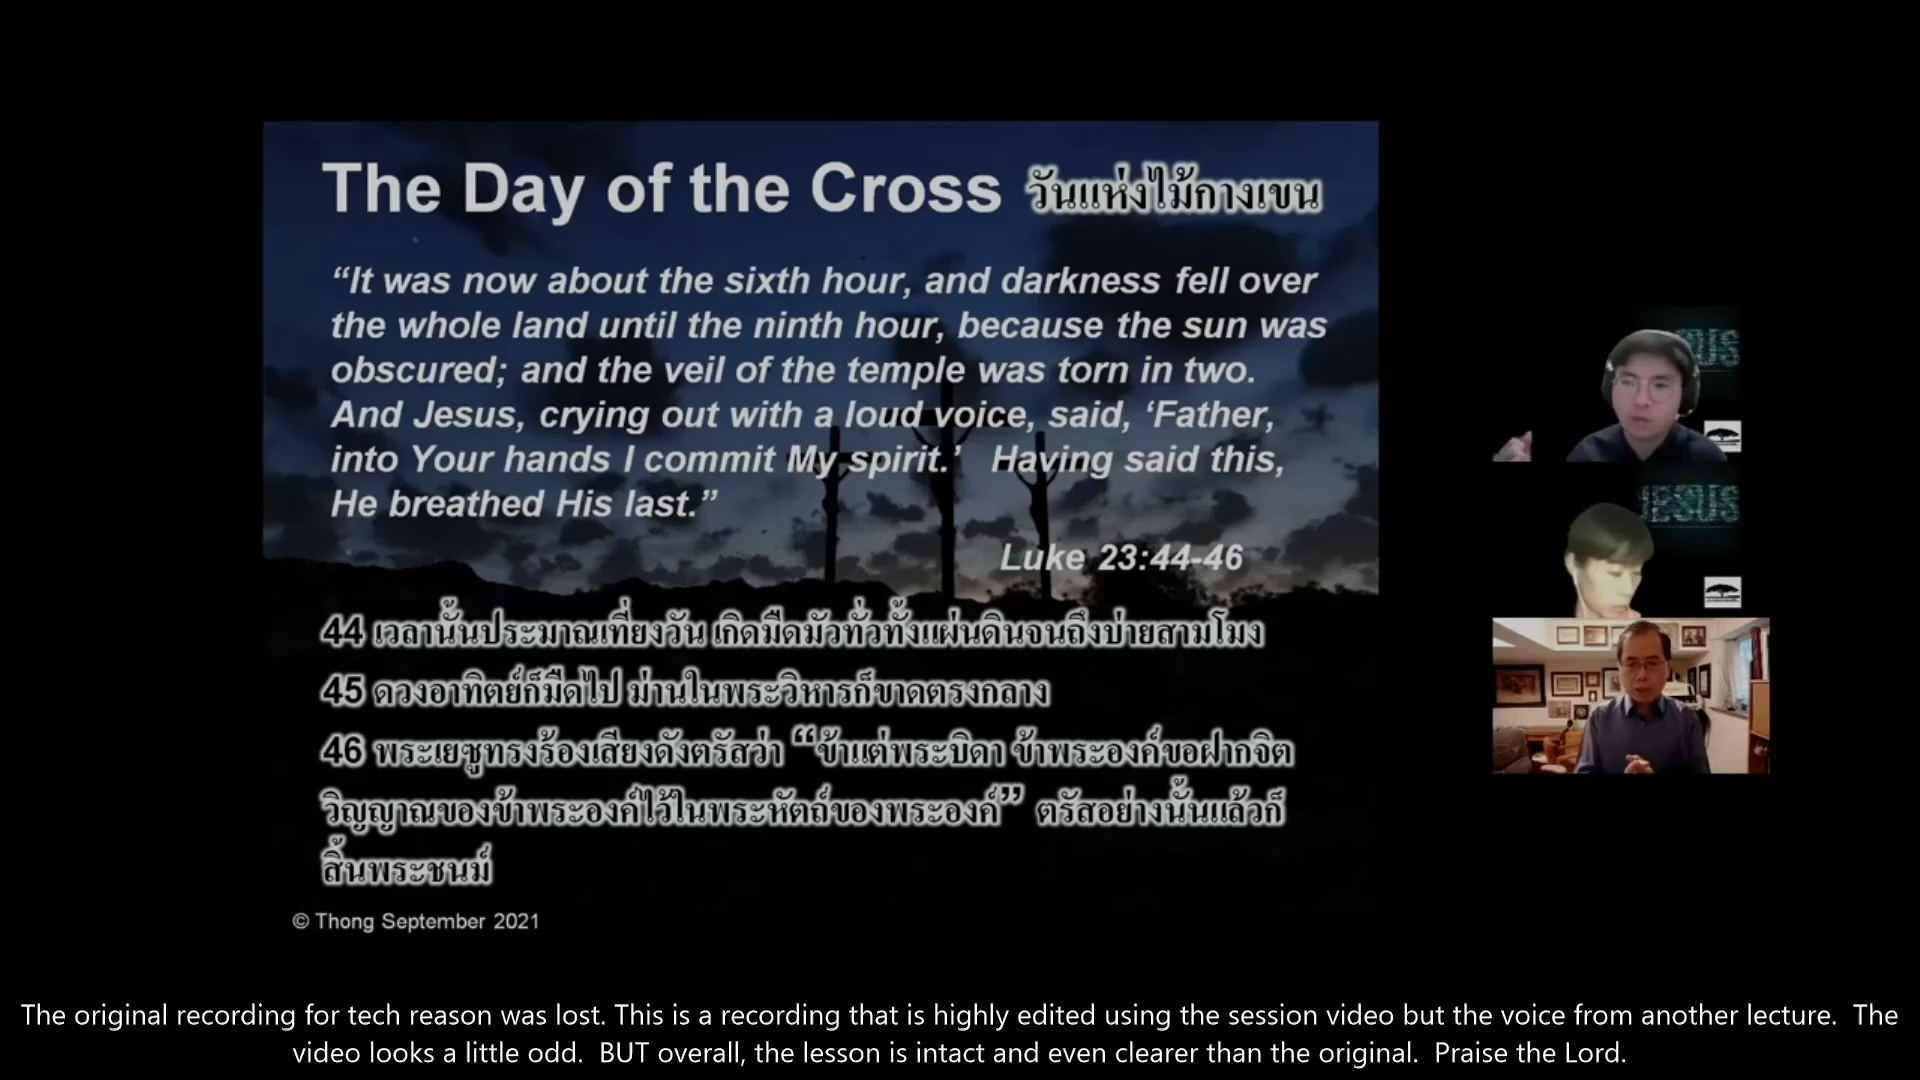 The Day of the Cross วันแห่งไม้กางเขน
“It was now about the sixth hour, and darkness fell over
the whole land until the ninth hour, because the sun was
obscured; and the veil of the temple was torn in two.
And Jesus, crying out with a loud voice, said, ‘Father,
into Your hands I commit My spirit.’ Having said this,
He breathed His last.”
Luke 23:44-46
44 เวลานั้นประมาณเที่ยงวัน เกิดมืดมัวทั่วทั้งแผ่นดินจนถึงบ่ายสามโมง
45 ดวงอาทิตย์ก็มืดไป ม่านในพระวิหารก็ขาดตรงกลาง
46 พระเยซูทรงร้องเสียงดังตรัสว่า “ข้าแต่พระบิดา ข้าพระองค์ขอฝากจิต
วิญญาณของข้าพระองค์ไว้ในพระหัตถ์ของพระองค์” ตรัสอย่างนั้นแล้วก็
สิ้นพระชนม์
© Thong September 2021
SUS
JESUS
The original recording for tech reason was lost. This is a recording that is highly edited using the session video but the voice from another lecture. The
video looks a little odd. BUT overall, the lesson is intact and even clearer than the original. Praise the Lord.